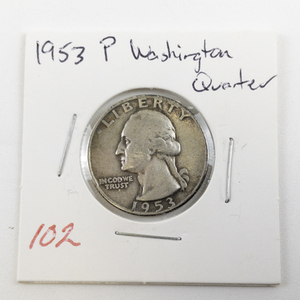 1953 P Washington
Quarter
LIBERTY
IN GOD WE
TRUST
1953
102